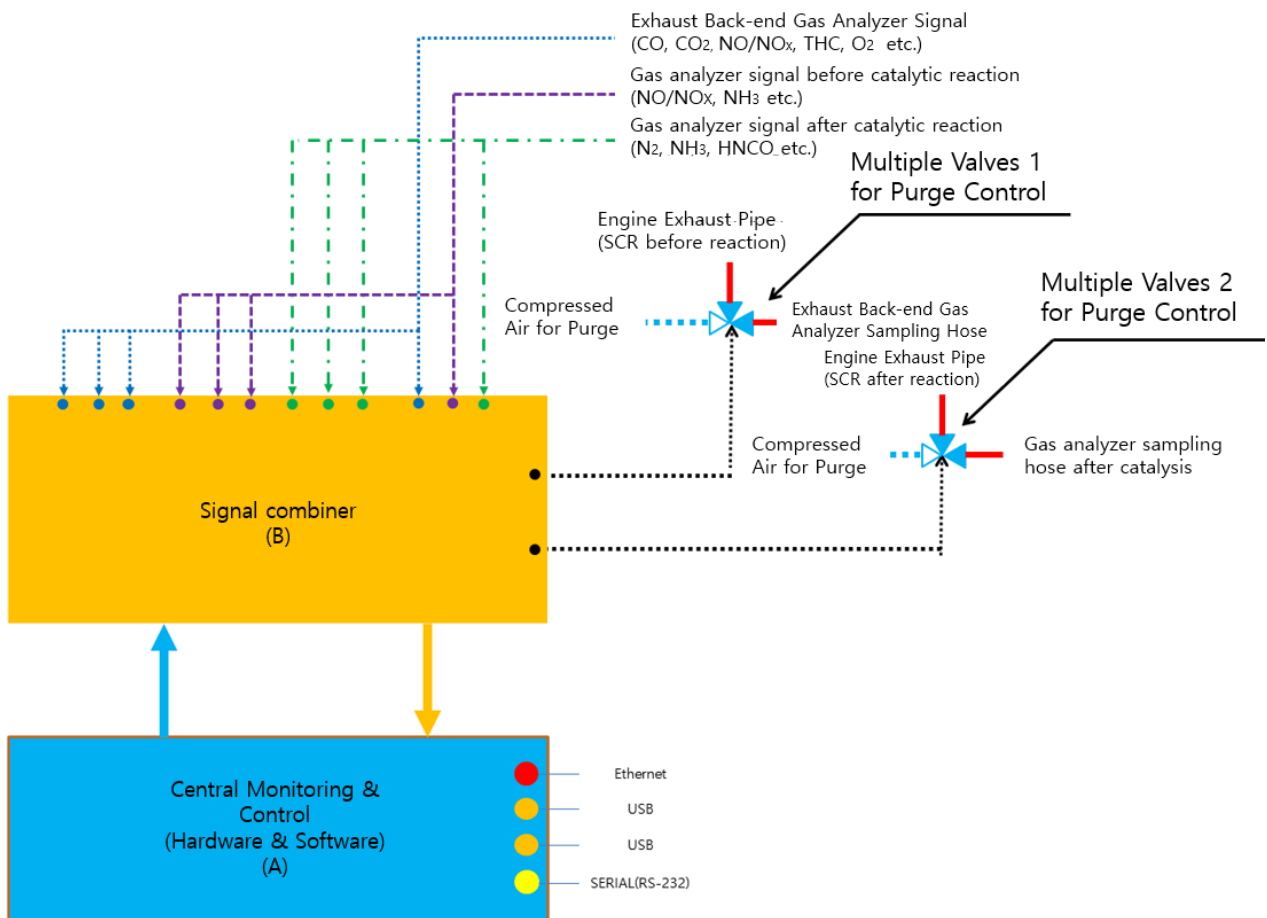 Exhaust Back-end Gas Analyzer Signal
(CO, CO₂, NO/NOx, THC, O₂ etc.)
Gas analyzer signal before catalytic reaction
(NO/NOX, NH₃ etc.)
Gas analyzer signal after catalytic reaction
(N₂, NH₃, HNCO etc.)
Multiple Valves 1
for Purge Control
Engine Exhaust Pipe
(SCR before reaction)
Multiple Valves 2
for Purge Control
Compressed
Air for Purge
Exhaust Back-end Gas
Analyzer Sampling Hose
Engine Exhaust Pipe
(SCR after reaction)
Compressed
Air for Purge
Gas analyzer sampling
hose after catalysis
Signal combiner
(B)
Central Monitoring &
Control
(Hardware & Software)
(A)
Ethernet
USB
USB
SERIAL(RS-232)